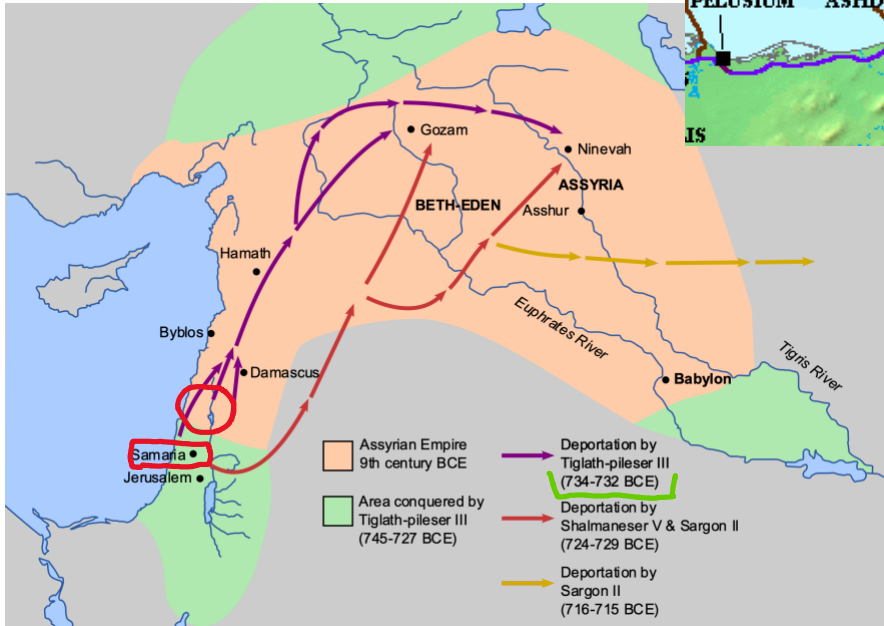 PELUSIUM ASHD
IS
Gozam
Ninevah
ASSYRIA
BETH-EDEN
Asshur
Hamath
Byblos
Euphrates River
Tigris River
Damascus
Babylon
Samaria
Jerusalem
Assyrian Empire
9th century BCE
Area conquered by
Tiglath-pileser III
(745-727 BCE)
Deportation by
Tiglath-pileser III
(734-732 BCE)
Deportation by
Shalmaneser V & Sargon II
(724-729 BCE)
Deportation by
Sargon II
(716-715 BCE)